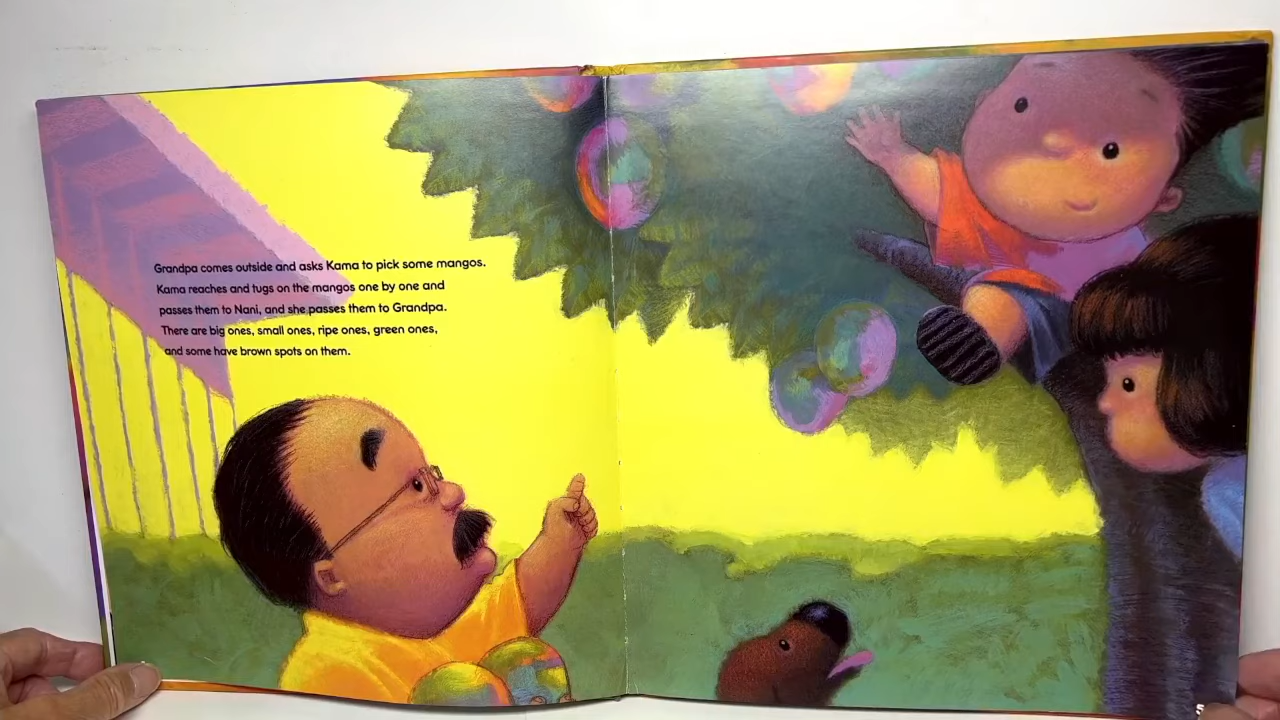 Grandpa comes outside and asks Kama to pick some mangos.
Kama reaches and tugs on the mangos one by one and
passes them to Nani, and she passes them to Grandpa.
There are big ones, small ones, ripe ones, green ones,
and some have brown spots on them.
5